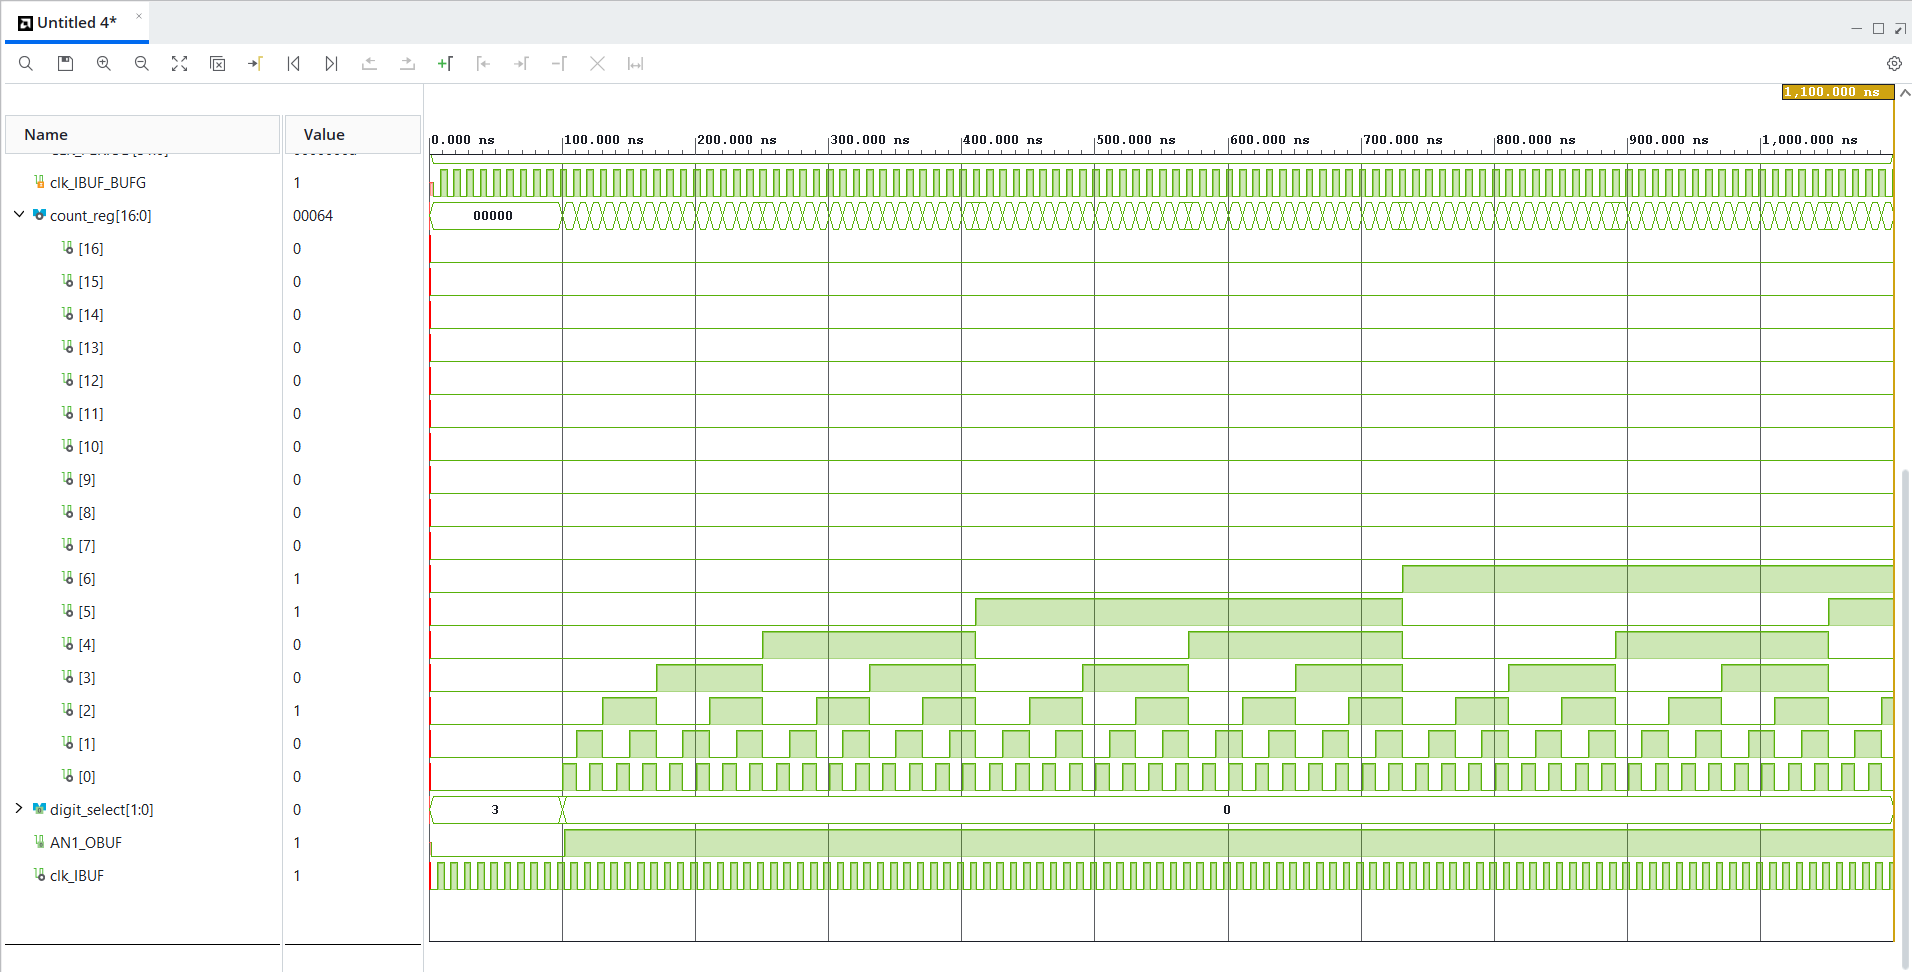 Untitled 4*
1,100.000 ns
Name Value
0.000 ns 100.000 ns 200.000 ns 300.000 ns 400.000 ns 500.000 ns 600.000 ns 700.000 ns 800.000 ns 900.000 ns 1,000.000 ns
clk_IBUF_BUFG 1
count_reg[16:0] 00064 00000
[16] 0
[15] 0
[14] 0
[13] 0
[12] 0
[11] 0
[10] 0
[9] 0
[8] 0
[7] 0
[6] 1
[5] 1
[4] 0
[3] 0
[2] 1
[1] 0
[0] 0
digit_select[1:0] 0 3 0
AN1_OBUF 1
clk_IBUF 1